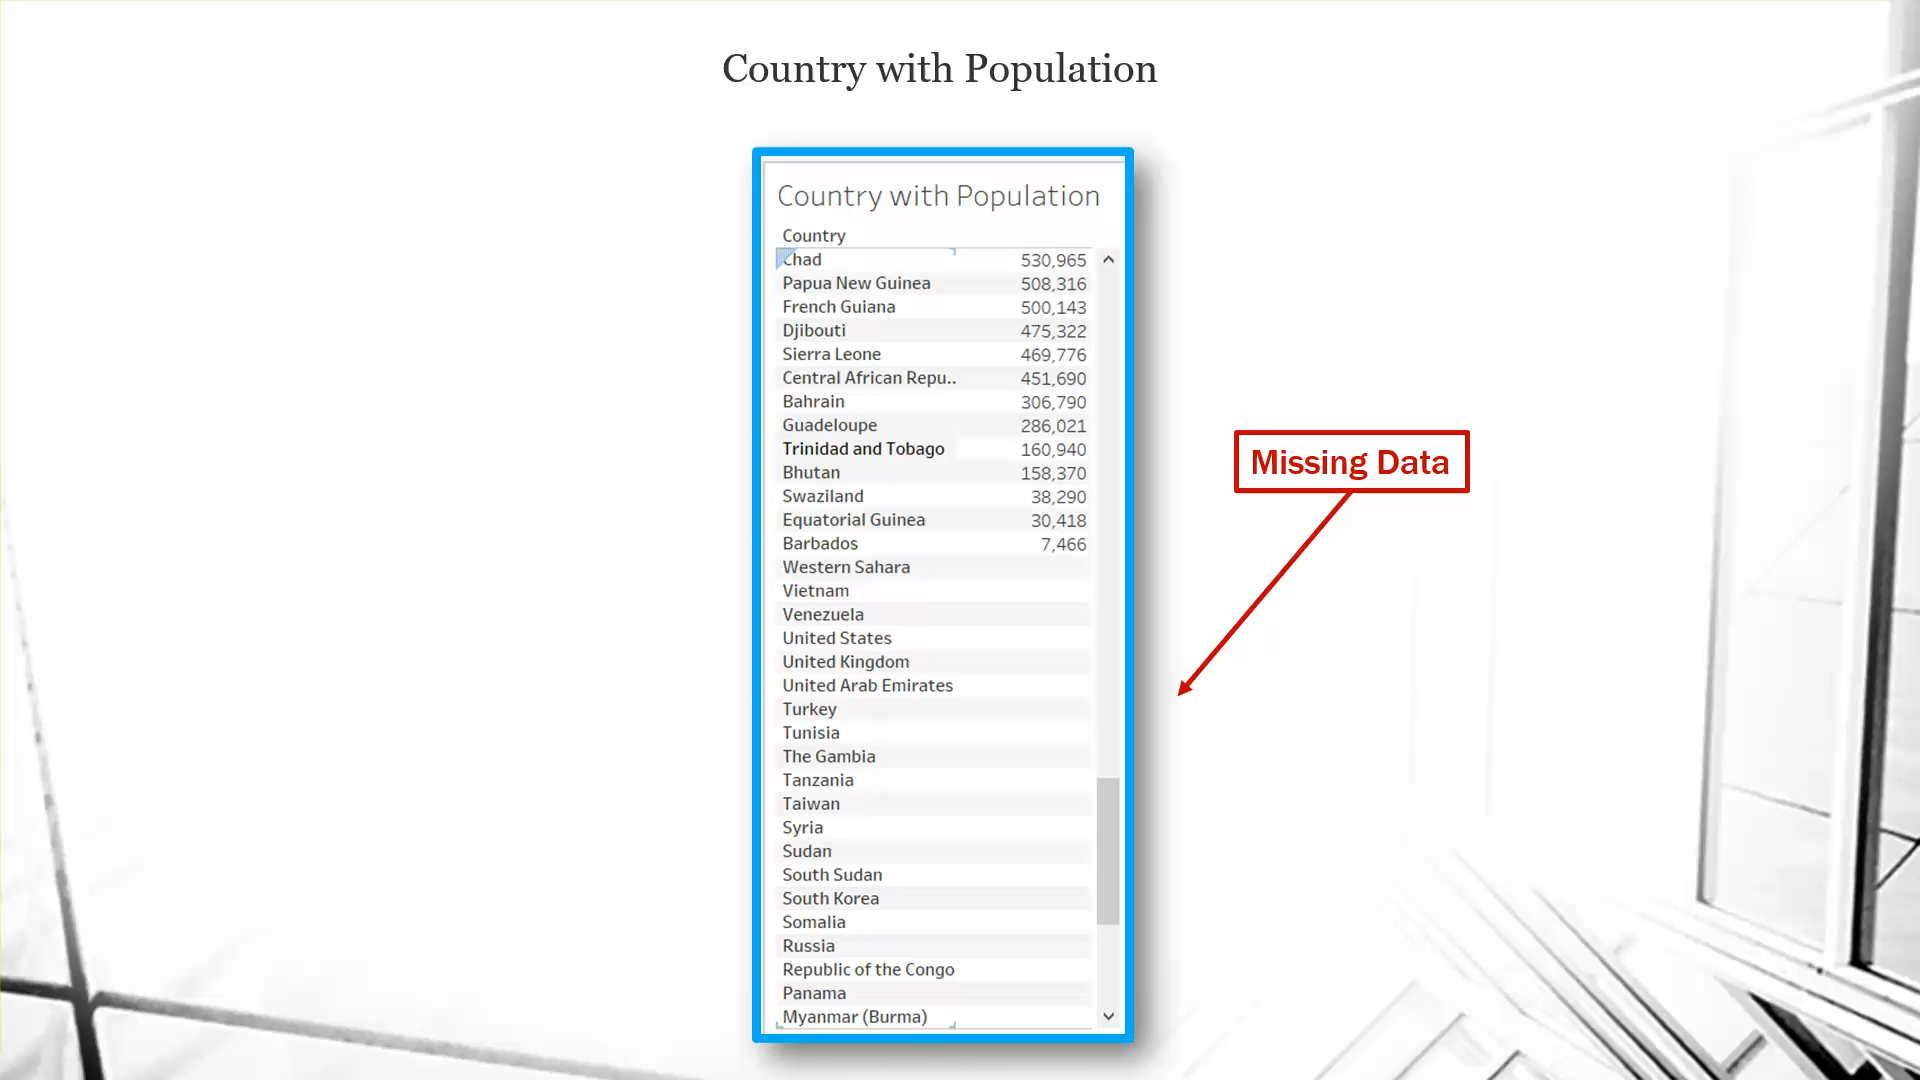 Country with Population
Country with Population
Country
Chad 530,965
Papua New Guinea 508,316
French Guiana 500,143
Djibouti 475,322
Sierra Leone 469,776
Central African Repu.. 451,690
Bahrain 306,790
Guadeloupe 286,021
Trinidad and Tobago 160,940
Bhutan 158,370
Swaziland 38,290
Equatorial Guinea 30,418
Barbados 7,466
Western Sahara
Vietnam
Venezuela
United States
United Kingdom
United Arab Emirates
Turkey
Tunisia
The Gambia
Tanzania
Taiwan
Syria
Sudan
South Sudan
South Korea
Somalia
Russia
Republic of the Congo
Panama
Myanmar (Burma)
Missing Data